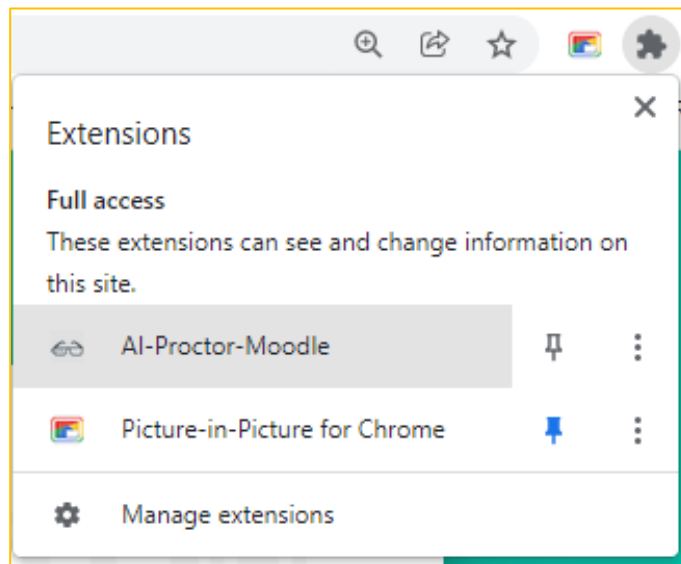 Extensions
Full access
These extensions can see and change information on
this site.
AI-Proctor-Moodle
Picture-in-Picture for Chrome
Manage extensions